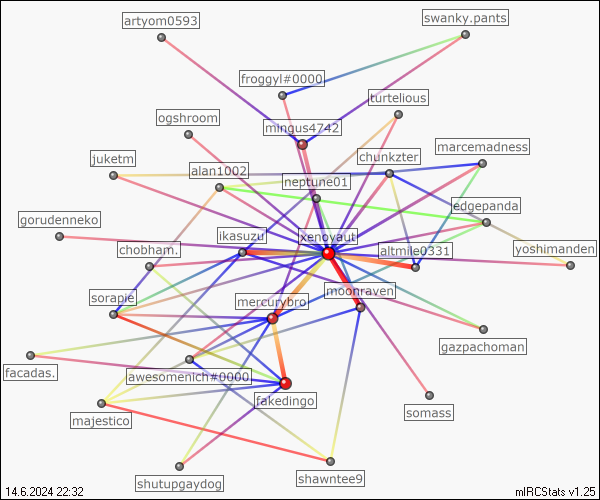 artyom0593
swanky.pants
froggyl#0000
turtelious
ogshroom
mingus4742
marcemadness
juketm
chunkzter
alan1002
neptune01
edgepanda
gorudenneko
ikasuzu
xenovaut
chobham.
altmile0331
yoshimanden
moonraven
sorapie
mercurybro
gazpachoman
facadas.
awesomenich#0000
fakedingo
somass
majestico
shawntee9
shutupgaydog
14.6.2024 22:32
mIRCStats v1.25